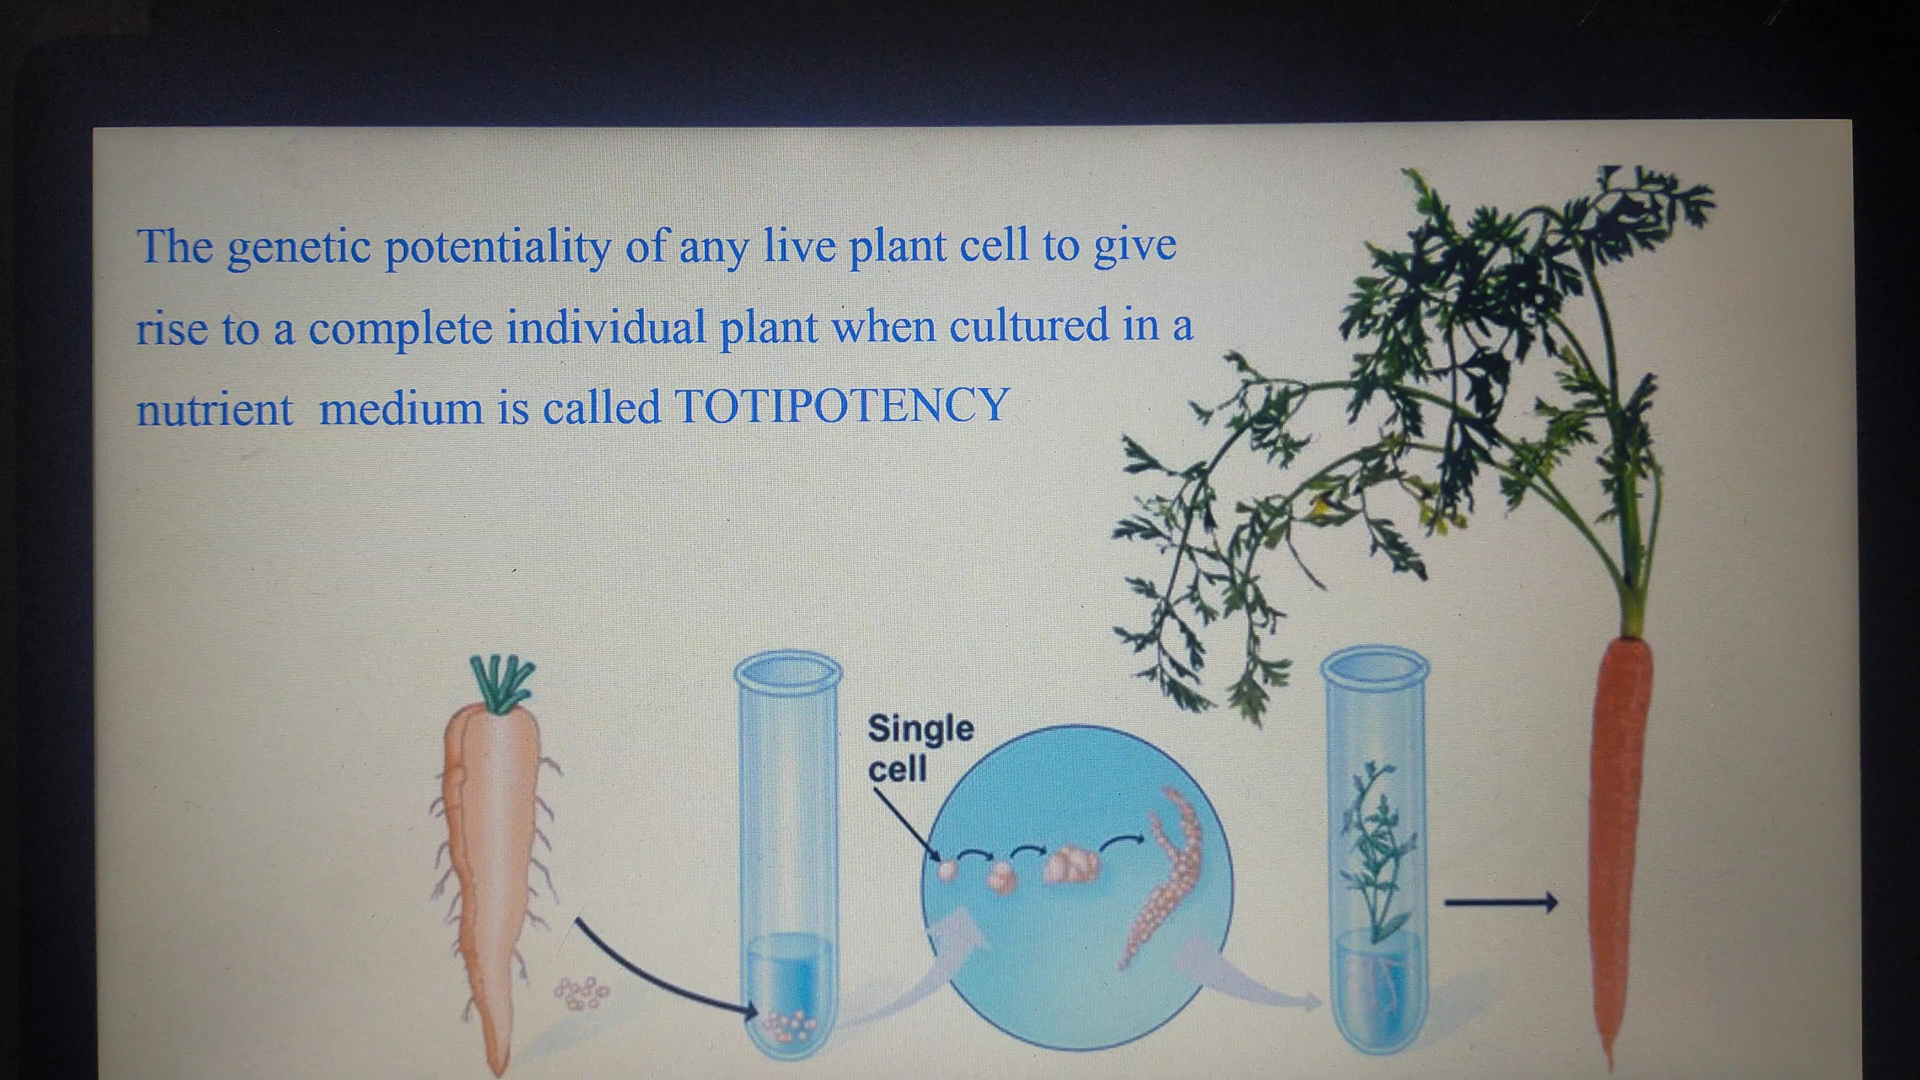 The genetic potentiality of any live plant cell to give
rise to a complete individual plant when cultured in a
nutrient medium is called TOTIPOTENCY
Single
cell